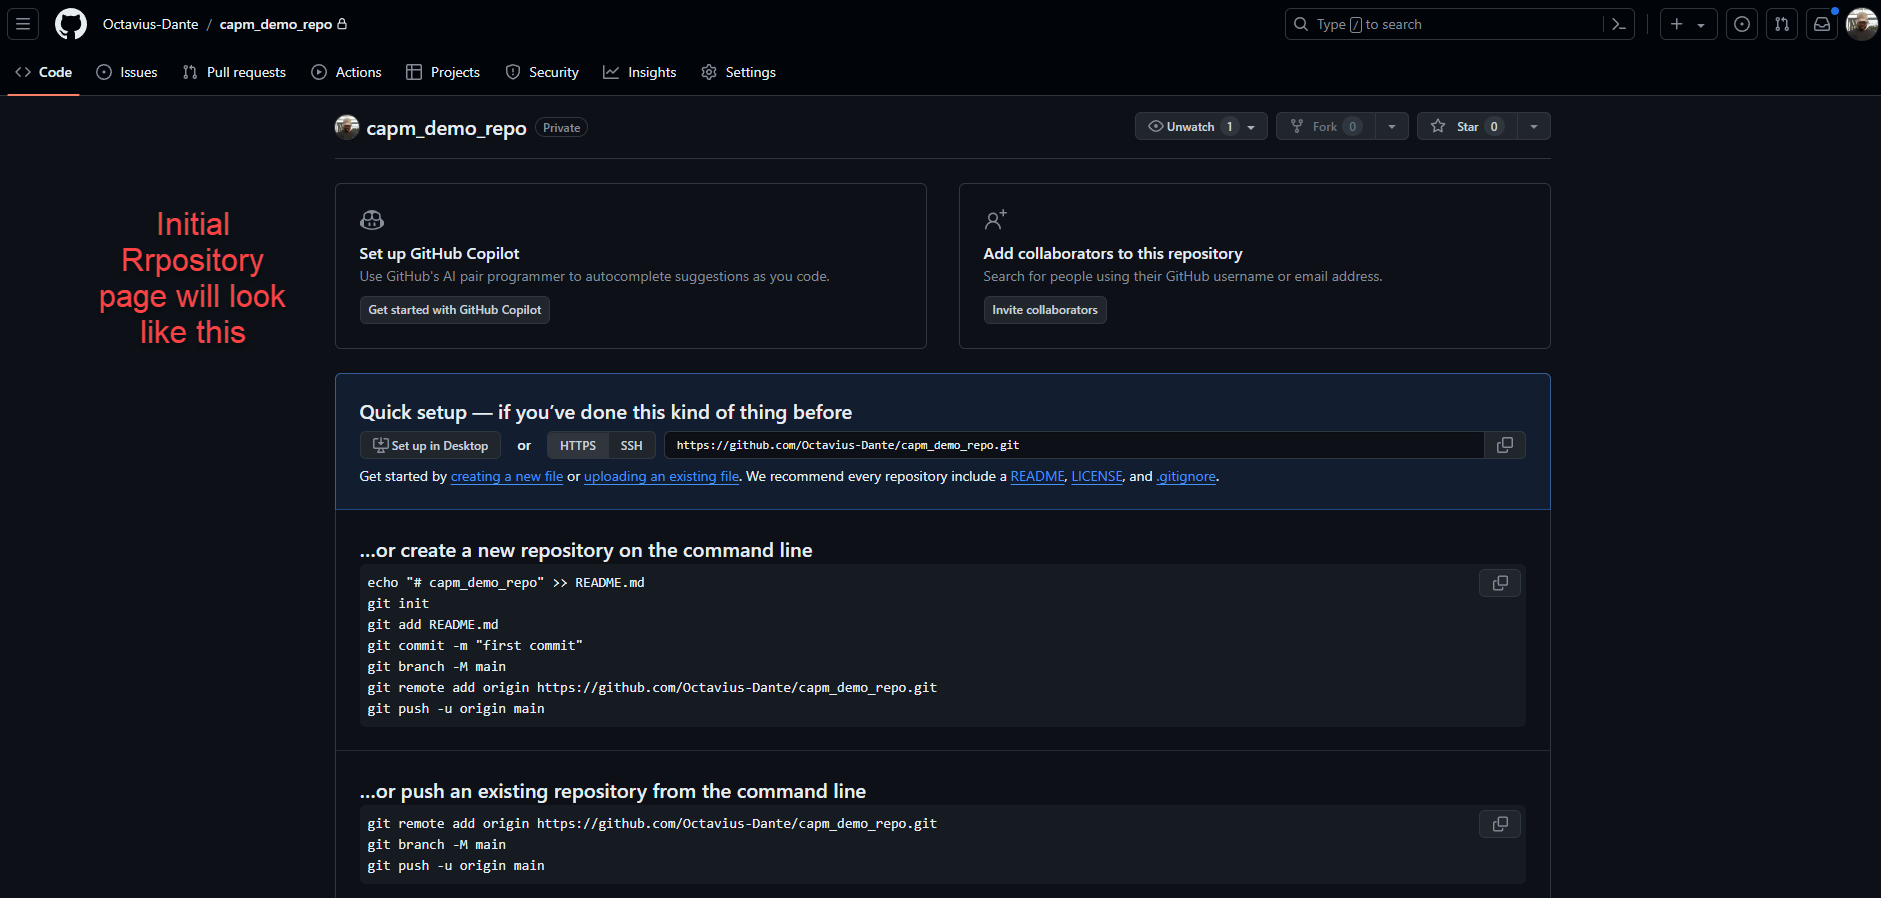 Octavius-Dante / capm_demo_repo
Type / to search
Code Issues Pull requests Actions Projects Security Insights Settings
capm_demo_repo Private
Unwatch 1 Fork 0 Star 0
Initial
Rrpository
page will look
like this
Set up GitHub Copilot
Use GitHub's AI pair programmer to autocomplete suggestions as you code.
Get started with GitHub Copilot
Add collaborators to this repository
Search for people using their GitHub username or email address.
Invite collaborators
Quick setup — if you’ve done this kind of thing before
Set up in Desktop or HTTPS SSH https://github.com/Octavius-Dante/capm_demo_repo.git
Get started by creating a new file or uploading an existing file. We recommend every repository include a README, LICENSE, and .gitignore.
…or create a new repository on the command line
echo "# capm_demo_repo" >> README.md
git init
git add README.md
git commit -m "first commit"
git branch -M main
git remote add origin https://github.com/Octavius-Dante/capm_demo_repo.git
git push -u origin main
…or push an existing repository from the command line
git remote add origin https://github.com/Octavius-Dante/capm_demo_repo.git
git branch -M main
git push -u origin main